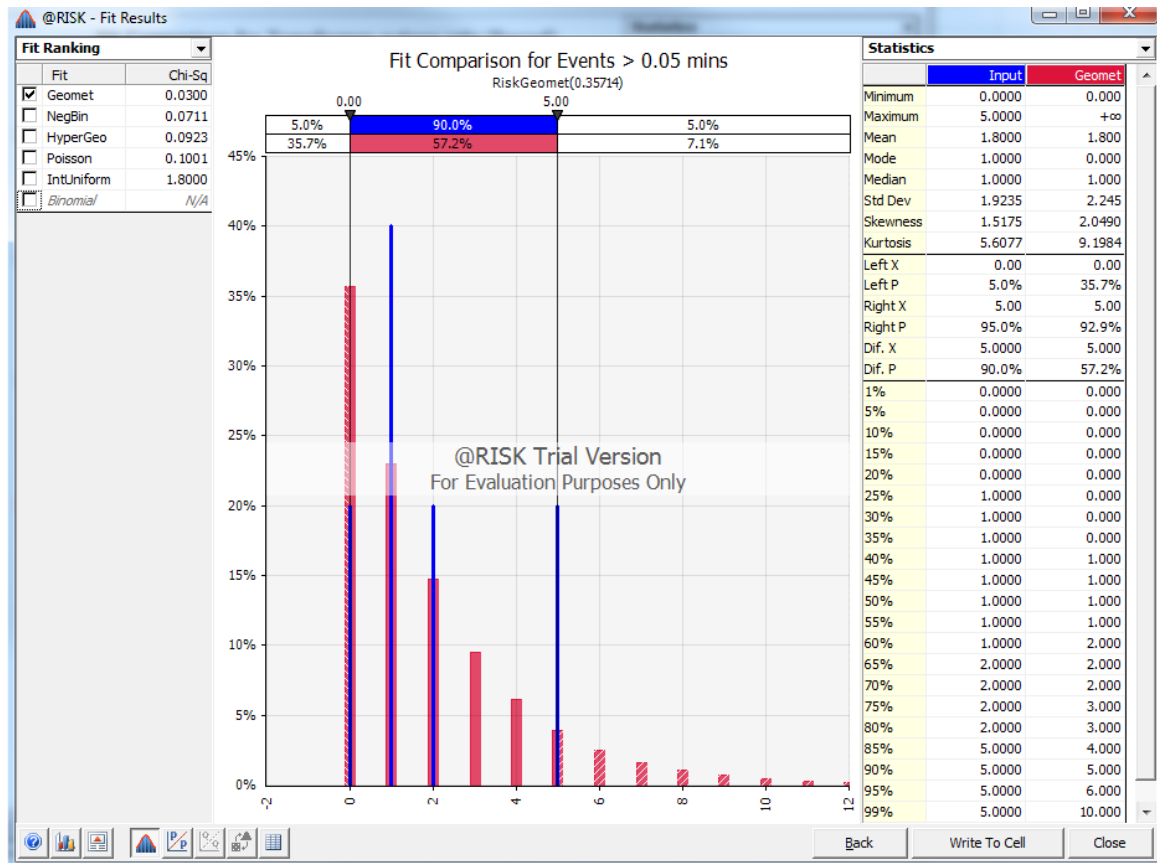 @RISK - Fit Results
Fit Ranking
Fit Chi-Sq
Geomet 0.0300
NegBin 0.0711
HyperGeo 0.0923
Poisson 0.1001
IntUniform 1.8000
Binomial N/A
Fit Comparison for Events > 0.05 mins
RiskGeomet(0.35714)
0.00 5.00
5.0% 90.0% 5.0%
35.7% 57.2% 7.1%
45%
40%
35%
30%
25%
20%
15%
10%
5%
0%
@RISK Trial Version
For Evaluation Purposes Only
-2 0 2 4 6 8 10 12
Statistics
Input Geomet
Minimum 0.0000 0.000
Maximum 5.0000 +∞
Mean 1.8000 1.800
Mode 1.0000 0.000
Median 1.0000 1.000
Std Dev 1.9235 2.245
Skewness 1.5175 2.0490
Kurtosis 5.6077 9.1984
Left X 0.00 0.00
Left P 5.0% 35.7%
Right X 5.00 5.00
Right P 95.0% 92.9%
Dif. X 5.0000 5.000
Dif. P 90.0% 57.2%
1% 0.0000 0.000
5% 0.0000 0.000
10% 0.0000 0.000
15% 0.0000 0.000
20% 0.0000 0.000
25% 1.0000 0.000
30% 1.0000 0.000
35% 1.0000 0.000
40% 1.0000 1.000
45% 1.0000 1.000
50% 1.0000 1.000
55% 1.0000 1.000
60% 1.0000 2.000
65% 2.0000 2.000
70% 2.0000 2.000
75% 2.0000 3.000
80% 2.0000 3.000
85% 5.0000 4.000
90% 5.0000 5.000
95% 5.0000 6.000
99% 5.0000 10.000
Back Write To Cell Close